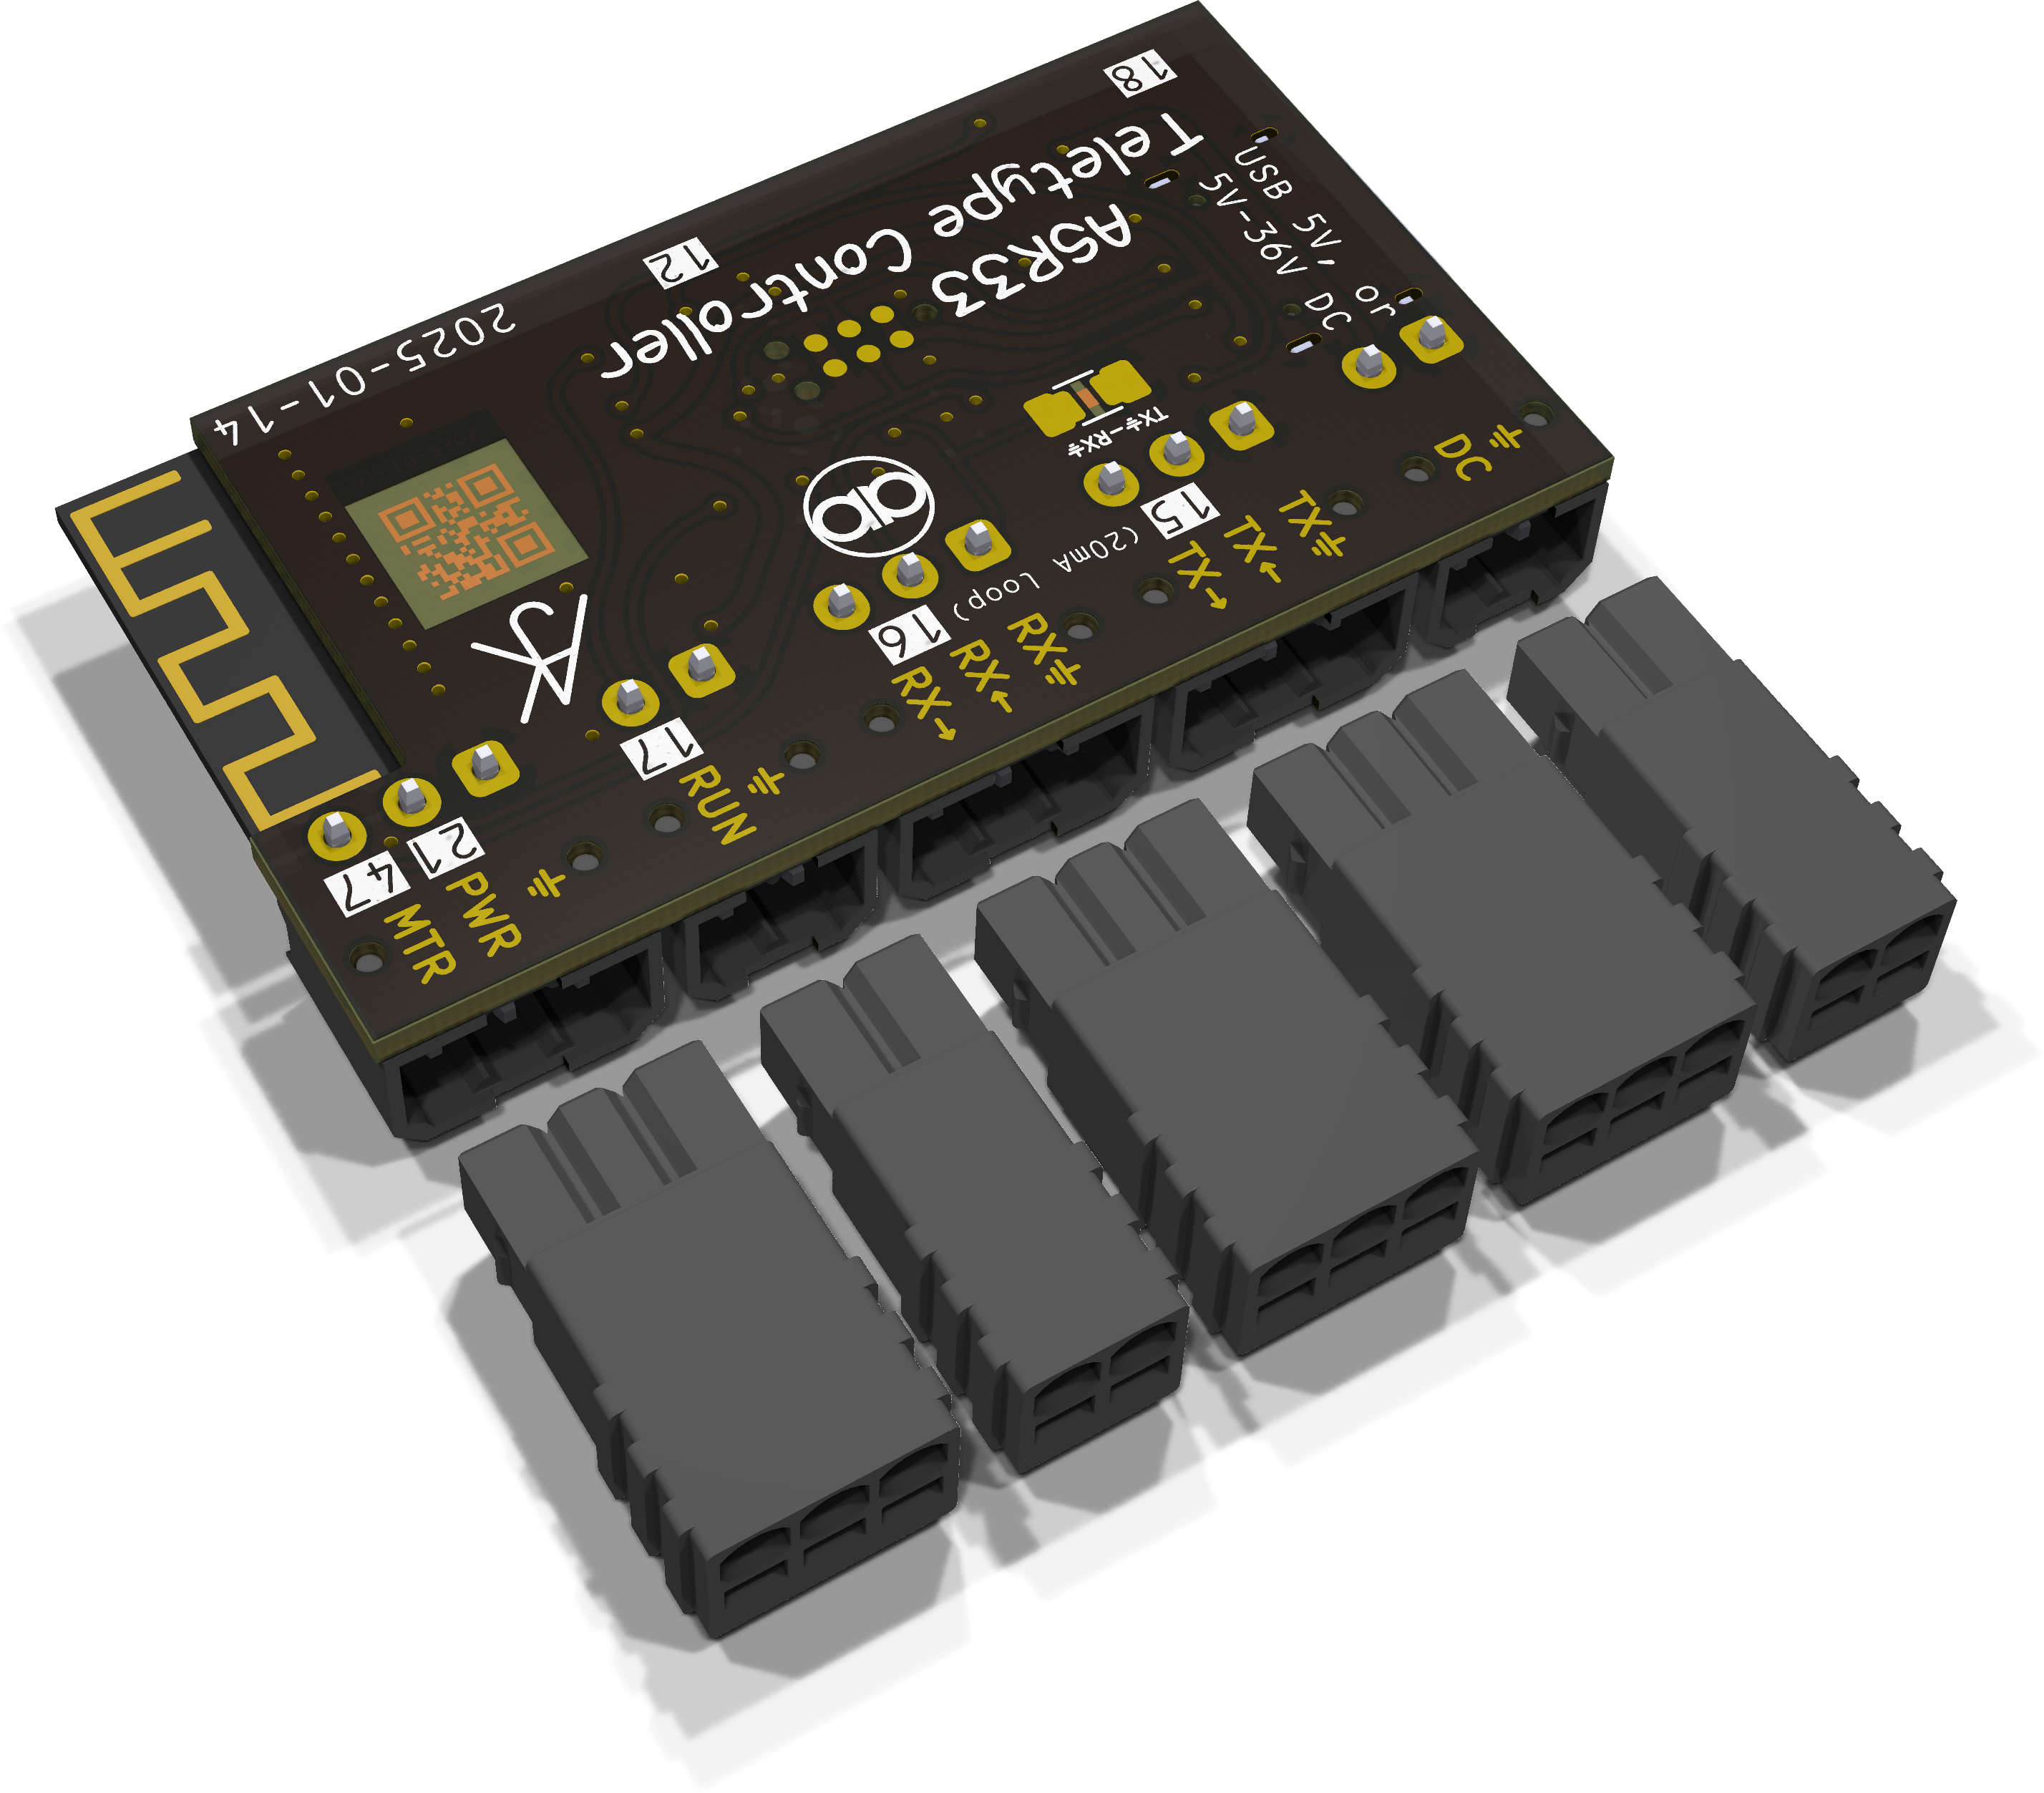 18
USB 5V, or
5V-36V DC
ASR33
Teletype Controller
12
2025-01-14
TX⏚-RX⏚
(20mA loop)
DC ⏚
TX⏚
TX←
TX→
15
RX⏚
RX←
RX→
16
⏚
RUN
17
⏚
PWR
21
MTR
47